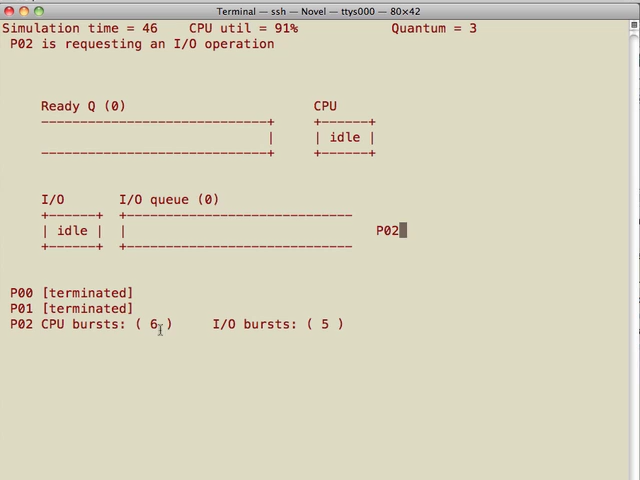 Terminal — ssh — Novel — ttys000 — 80×42
Simulation time = 46    CPU util = 91%            Quantum = 3
 P02 is requesting an I/O operation
     Ready Q (0)                        CPU
     -----------------------------+     +------+
                                  |     | idle |
     -----------------------------+     +------+
     I/O       I/O queue (0)
     +------+  +-----------------------------
     | idle |  |                                P02
     +------+  +-----------------------------
 P00 [terminated]
 P01 [terminated]
 P02 CPU bursts: ( 6 )     I/O bursts: ( 5 )